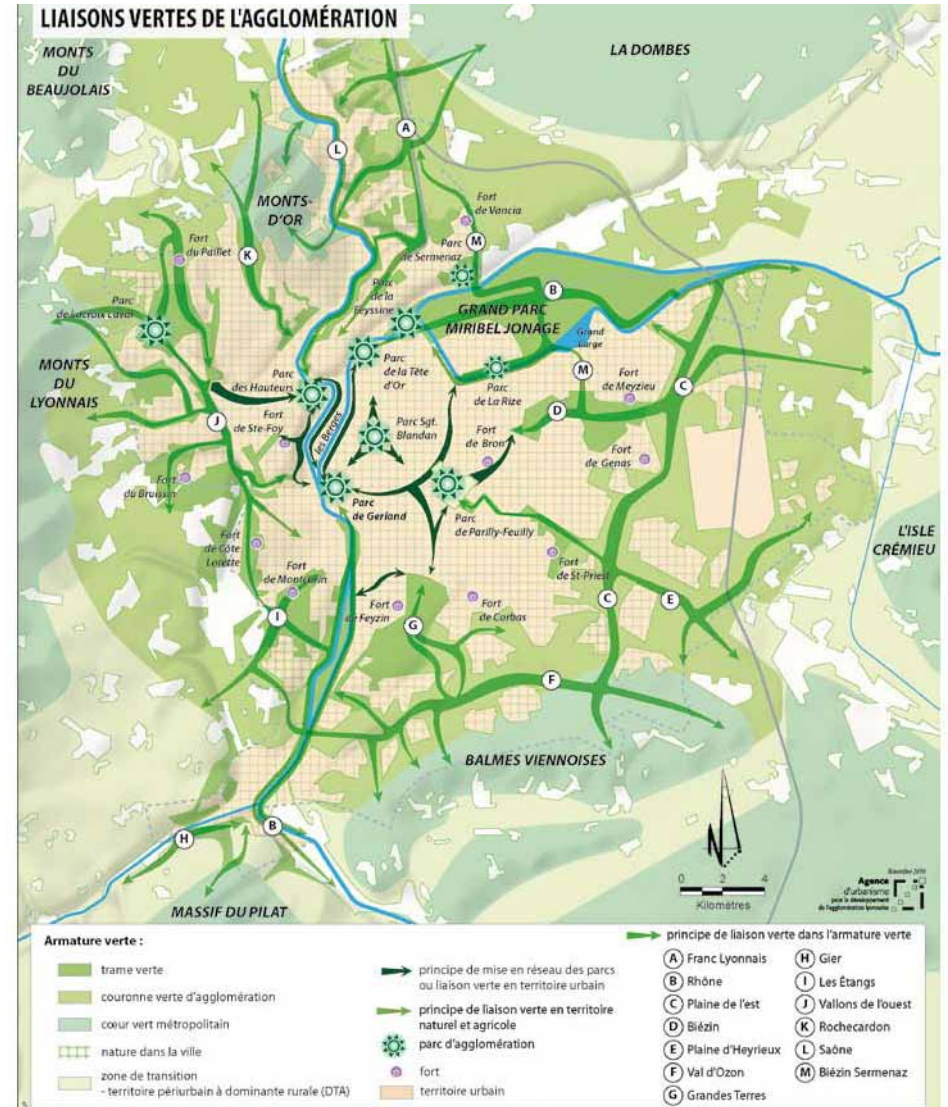 LIAISONS VERTES DE L'AGGLOMÉRATION
MONTS
DU
BEAUJOLAIS
LA DOMBES
A
L
MONTS-
D'OR
Fort
de Vancia
Fort
du Paillet
K
M
Parc
de Sermenaz
Parc
de la
Feyssine
B
GRAND PARC
MIRIBEL JONAGE
Grand
Large
Parc
de Lacroix Laval
MONTS
DU
LYONNAIS
Parc
des Hauteurs
Parc
de la Tête
d'Or
Parc
de La Rize
M
Fort
de Meyzieu
C
D
J
Fort
de Ste-Foy
les Berges
Parc Sgt.
Blandan
Fort
de Bron
Fort
de Genas
Fort
du Bruissin
Parc
de Gerland
Parc
de Parilly-Feuilly
L'ISLE
CRÉMIEU
Fort
de Côte
Lorette
Fort
de Montcorin
Fort
de St-Priest
I
Fort
de Feyzin
G
Fort
de Corbas
C
E
F
BALMES VIENNOISES
H
B
N
0 2 4
Kilomètres
MASSIF DU PILAT
Agence
d'urbanisme
pour le développement
de l'agglomération lyonnaise
Armature verte :
trame verte
couronne verte d'agglomération
cœur vert métropolitain
nature dans la ville
zone de transition
- territoire périurbain à dominante rurale (DTA)
principe de mise en réseau des parcs
ou liaison verte en territoire urbain
principe de liaison verte en territoire
naturel et agricole
parc d'agglomération
fort
territoire urbain
principe de liaison verte dans l'armature verte
A Franc Lyonnais
B Rhône
C Plaine de l'est
D Biézin
E Plaine d'Heyrieux
F Val d'Ozon
G Grandes Terres
H Gier
I Les Étangs
J Vallons de l'ouest
K Rochecardon
L Saône
M Biézin Sermenaz